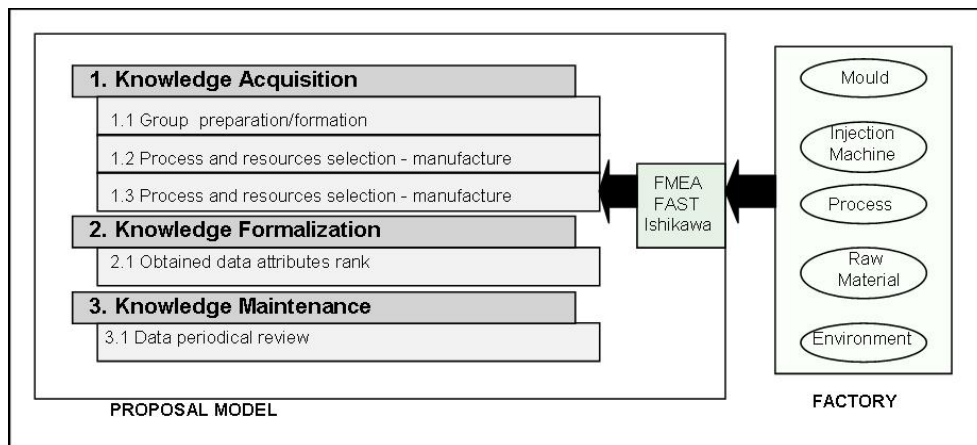 1. Knowledge Acquisition
1.1 Group preparation/formation
1.2 Process and resources selection - manufacture
1.3 Process and resources selection - manufacture
2. Knowledge Formalization
2.1 Obtained data attributes rank
3. Knowledge Maintenance
3.1 Data periodical review
PROPOSAL MODEL
FMEA
FAST
Ishikawa
Mould
Injection
Machine
Process
Raw
Material
Environment
FACTORY